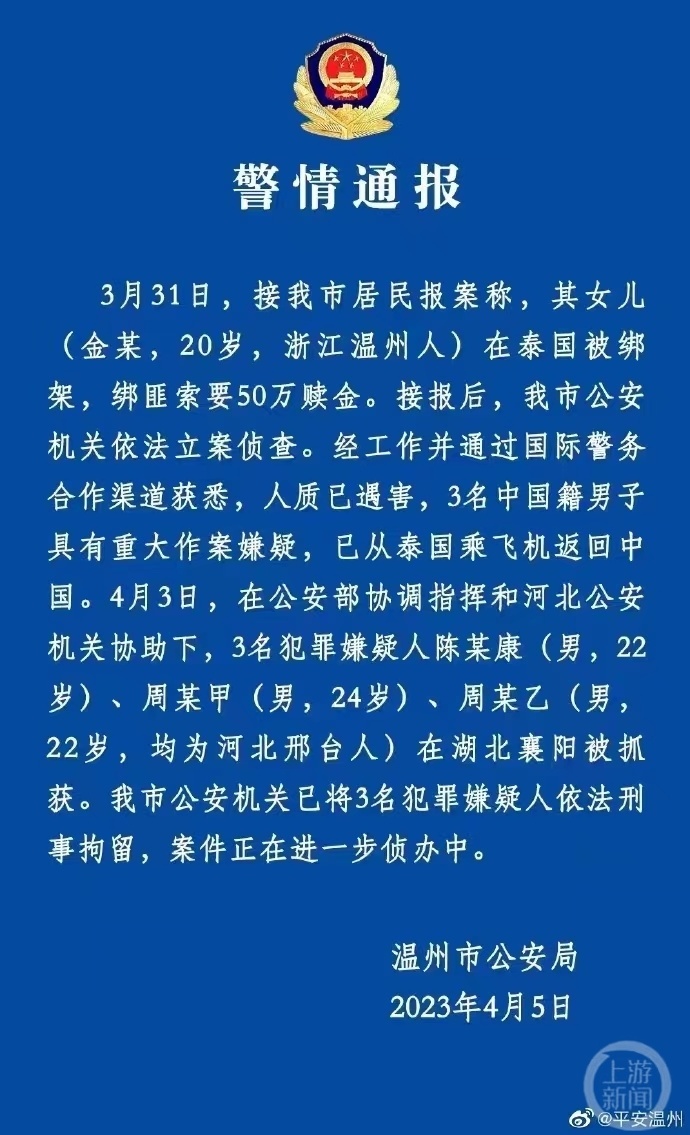 警情通报
3月31日，接我市居民报案称，其女儿
（金某，20岁，浙江温州人）在泰国被绑
架，绑匪索要50万赎金。接报后，我市公安
机关依法立案侦查。经工作并通过国际警务
合作渠道获悉，人质已遇害，3名中国籍男子
具有重大作案嫌疑，已从泰国乘飞机返回中
国。4月3日，在公安部协调指挥和河北公安
机关协助下，3名犯罪嫌疑人陈某康（男，22
岁）、周某甲（男，24岁）、周某乙（男，
22岁，均为河北邢台人）在湖北襄阳被抓
获。我市公安机关已将3名犯罪嫌疑人依法刑
事拘留，案件正在进一步侦办中。
温州市公安局
2023年4月5日
上游
新闻
@平安温州